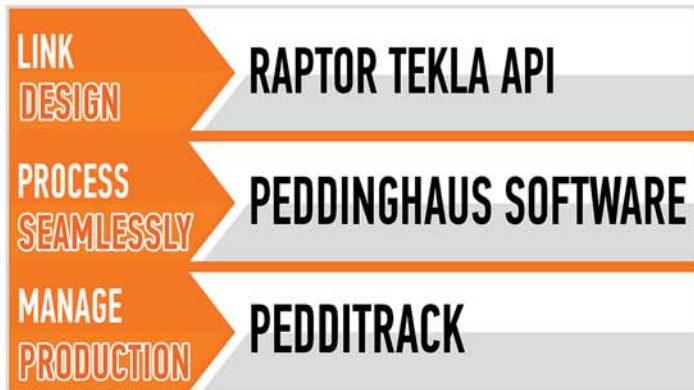 LINK
DESIGN
RAPTOR TEKLA API
PROCESS
SEAMLESSLY
PEDDINGHAUS SOFTWARE
MANAGE
PRODUCTION
PEDDITRACK